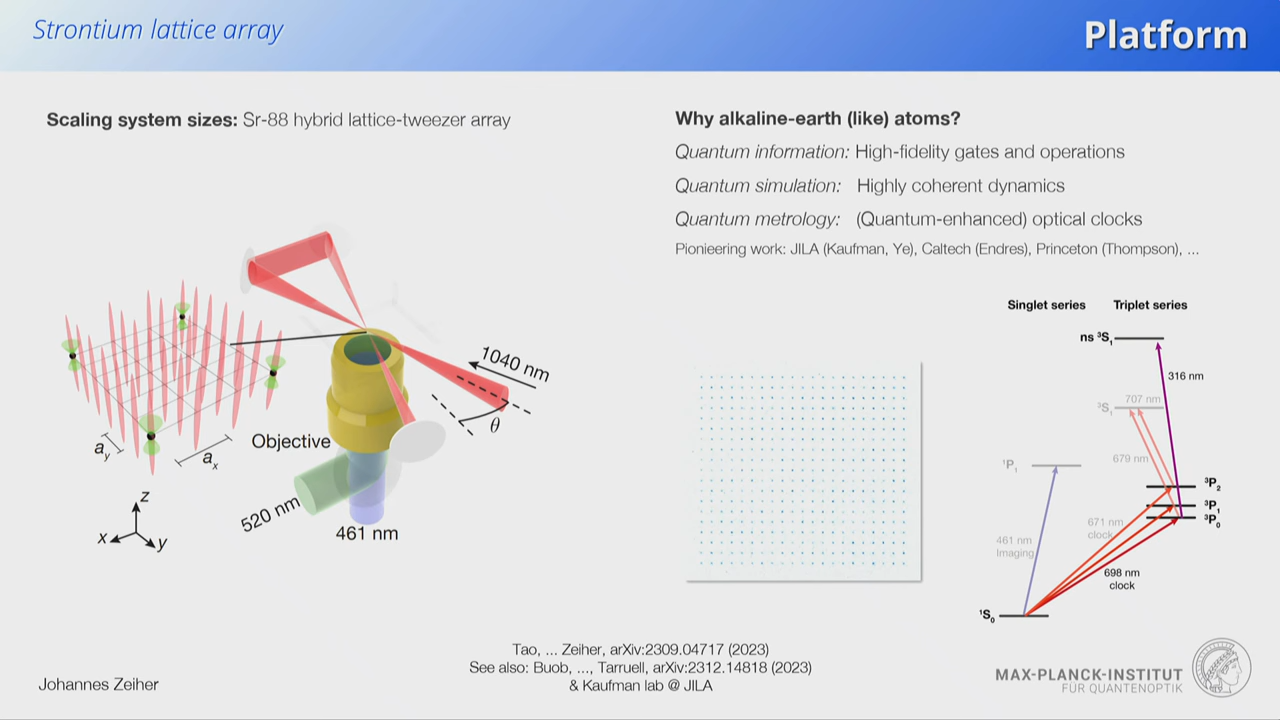 Strontium lattice array
Platform
Scaling system sizes: Sr-88 hybrid lattice-tweezer array
Why alkaline-earth (like) atoms?
Quantum information: High-fidelity gates and operations
Quantum simulation: Highly coherent dynamics
Quantum metrology: (Quantum-enhanced) optical clocks
Pionieering work: JILA (Kaufman, Ye), Caltech (Endres), Princeton (Thompson), ...
1040 nm
θ
Objective
520 nm
461 nm
a_y
a_x
z
x
y
Singlet series
Triplet series
ns ³S₁
316 nm
707 nm
³S₁
679 nm
¹P₁
³P₂
³P₁
³P₀
671 nm
clock
461 nm
Imaging
698 nm
clock
¹S₀
Tao, ... Zeiher, arXiv:2309.04717 (2023)
See also: Buob, ..., Tarruell, arXiv:2312.14818 (2023)
& Kaufman lab @ JILA
Johannes Zeiher
MAX-PLANCK-INSTITUT
FÜR QUANTENOPTIK